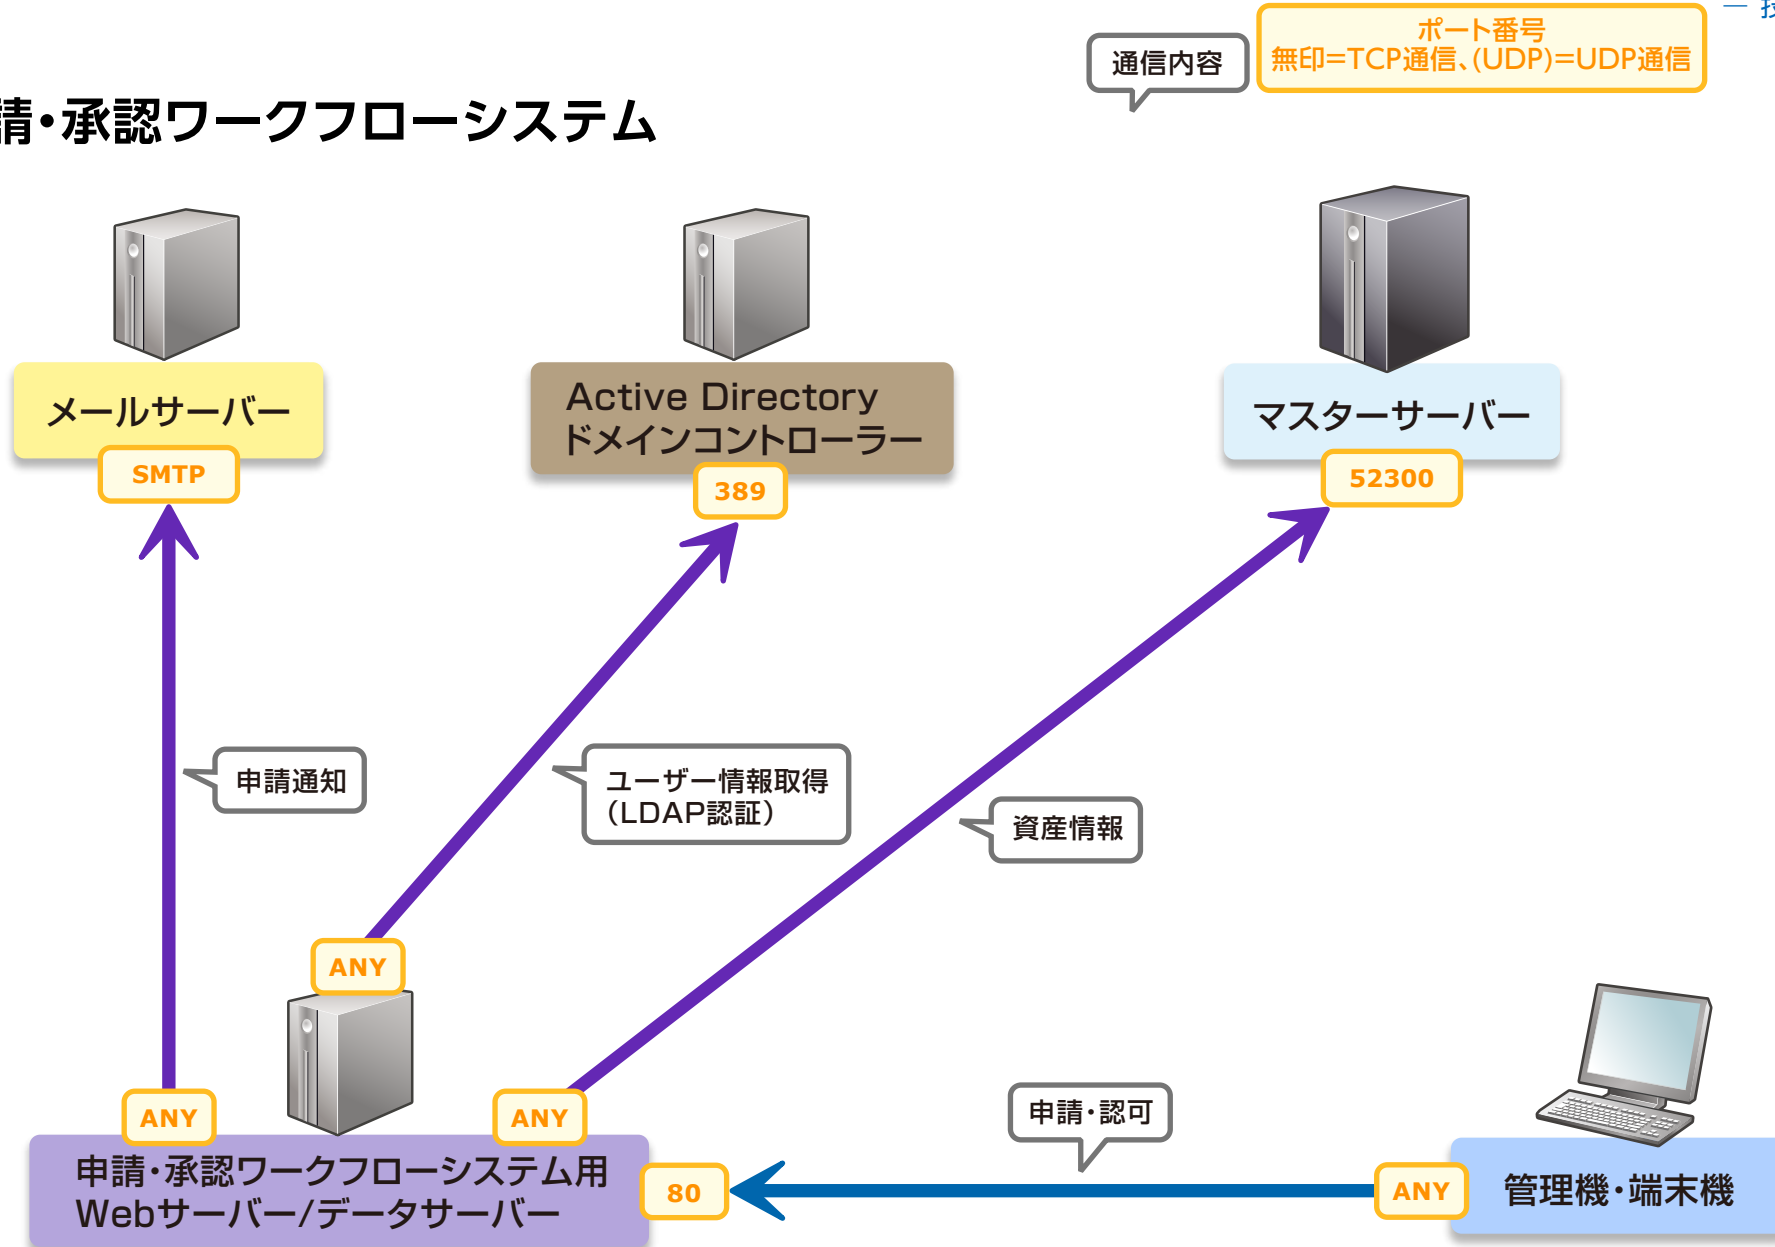 通信内容
ポート番号
無印=TCP通信、(UDP)=UDP通信
請・承認ワークフローシステム
メールサーバー
SMTP
Active Directory
ドメインコントローラー
389
マスターサーバー
52300
申請通知
ユーザー情報取得
(LDAP認証)
資産情報
ANY
ANY
ANY
申請・認可
申請・承認ワークフローシステム用
Webサーバー/データサーバー
80
ANY
管理機・端末機